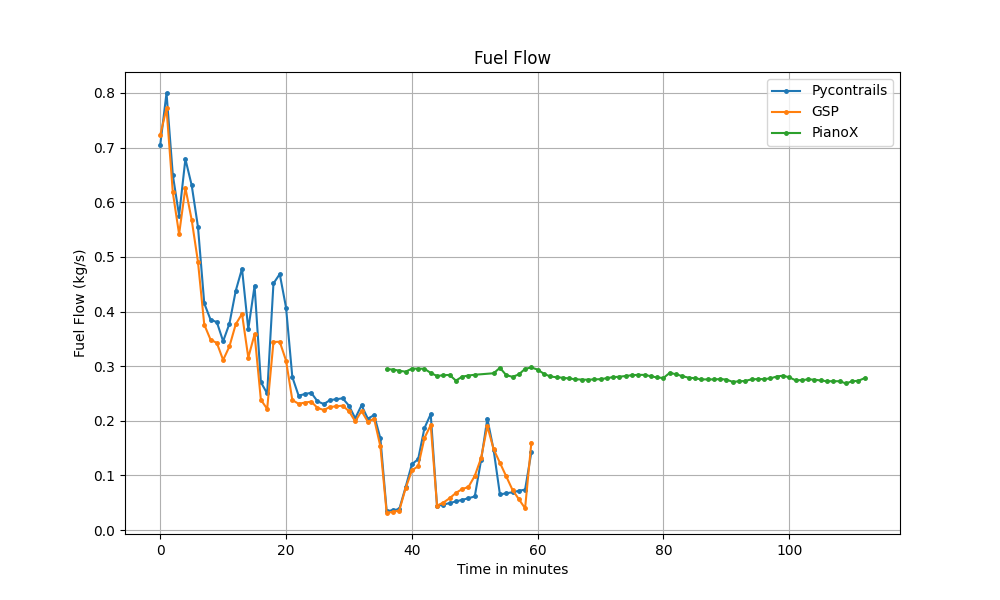 Fuel Flow
Pycontrails
GSP
PianoX
Fuel Flow (kg/s)
0.8
0.7
0.6
0.5
0.4
0.3
0.2
0.1
0.0
0 20 40 60 80 100
Time in minutes